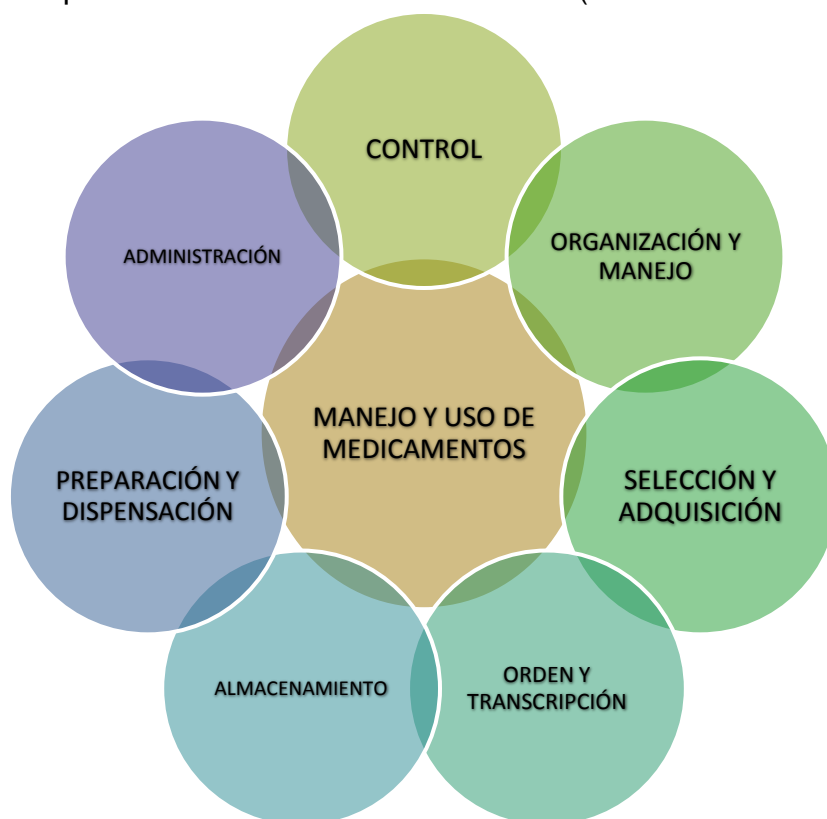 CONTROL
ORGANIZACIÓN Y
MANEJO
SELECCIÓN Y
ADQUISICIÓN
ORDEN Y
TRANSCRIPCIÓN
ALMACENAMIENTO
PREPARACIÓN Y
DISPENSACIÓN
ADMINISTRACIÓN
MANEJO Y USO DE
MEDICAMENTOS